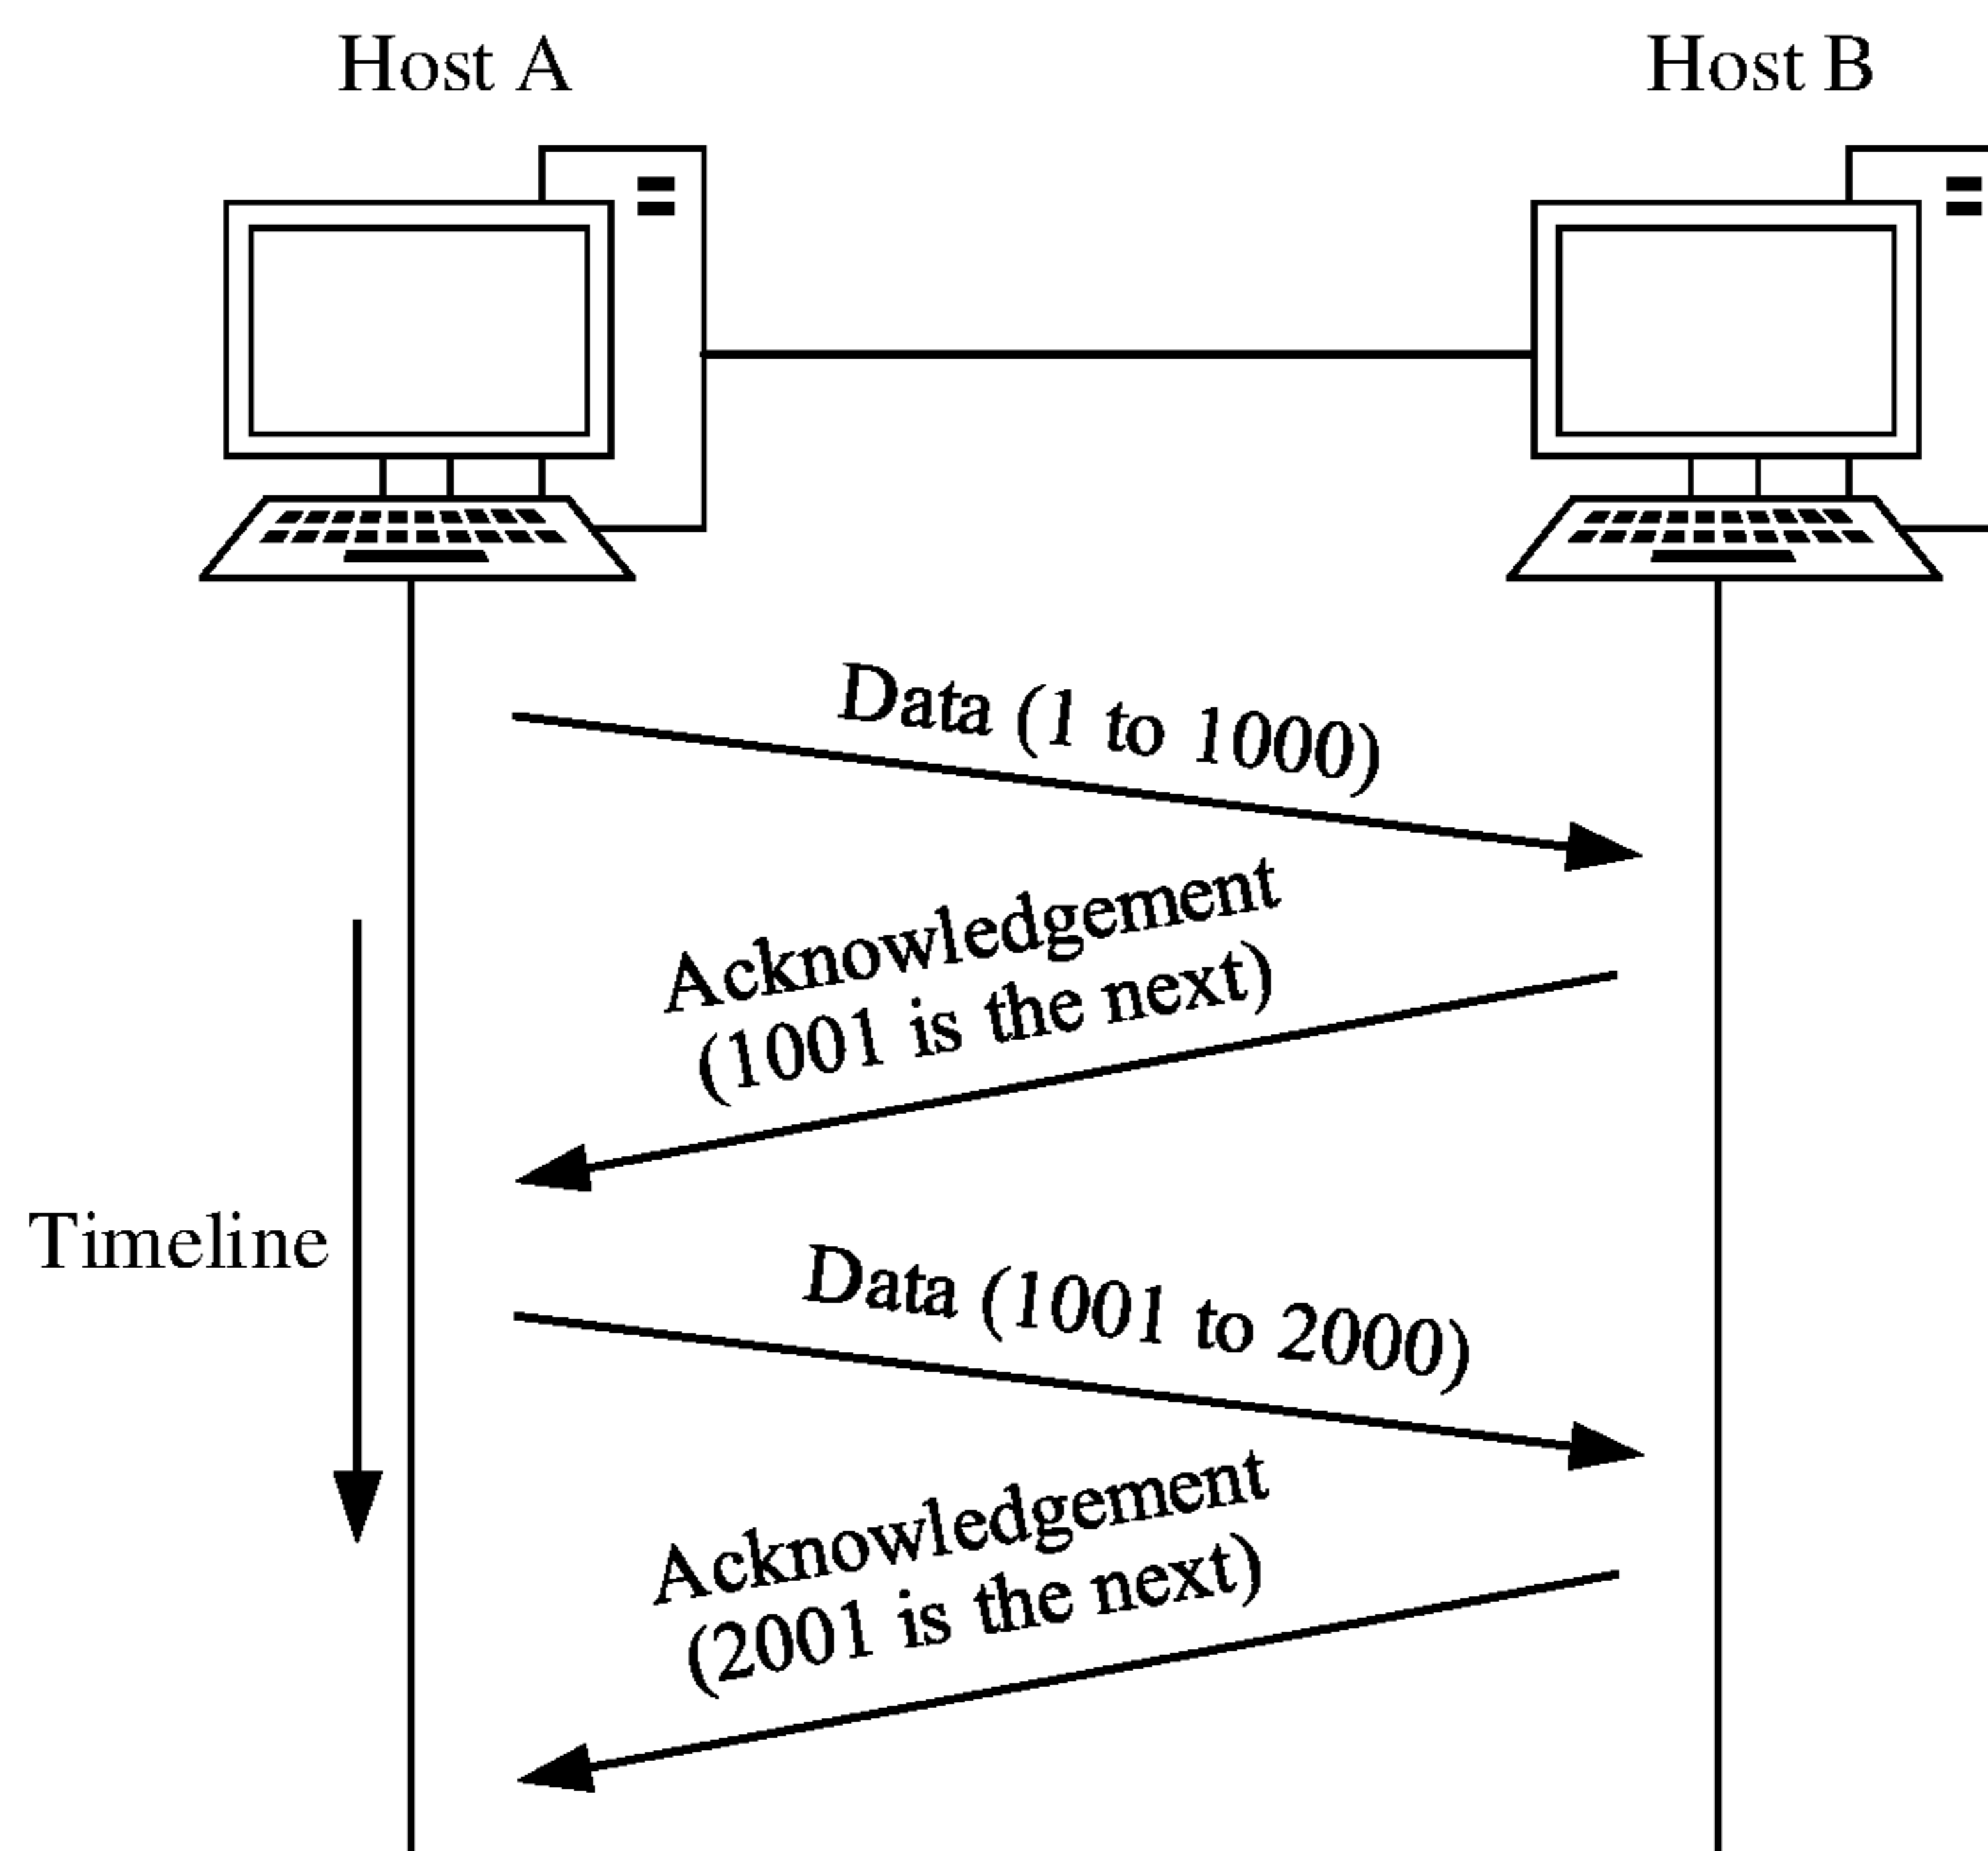 Host A
Host B
Data (1 to 1000)
Acknowledgement
(1001 is the next)
Timeline
Data (1001 to 2000)
Acknowledgement
(2001 is the next)